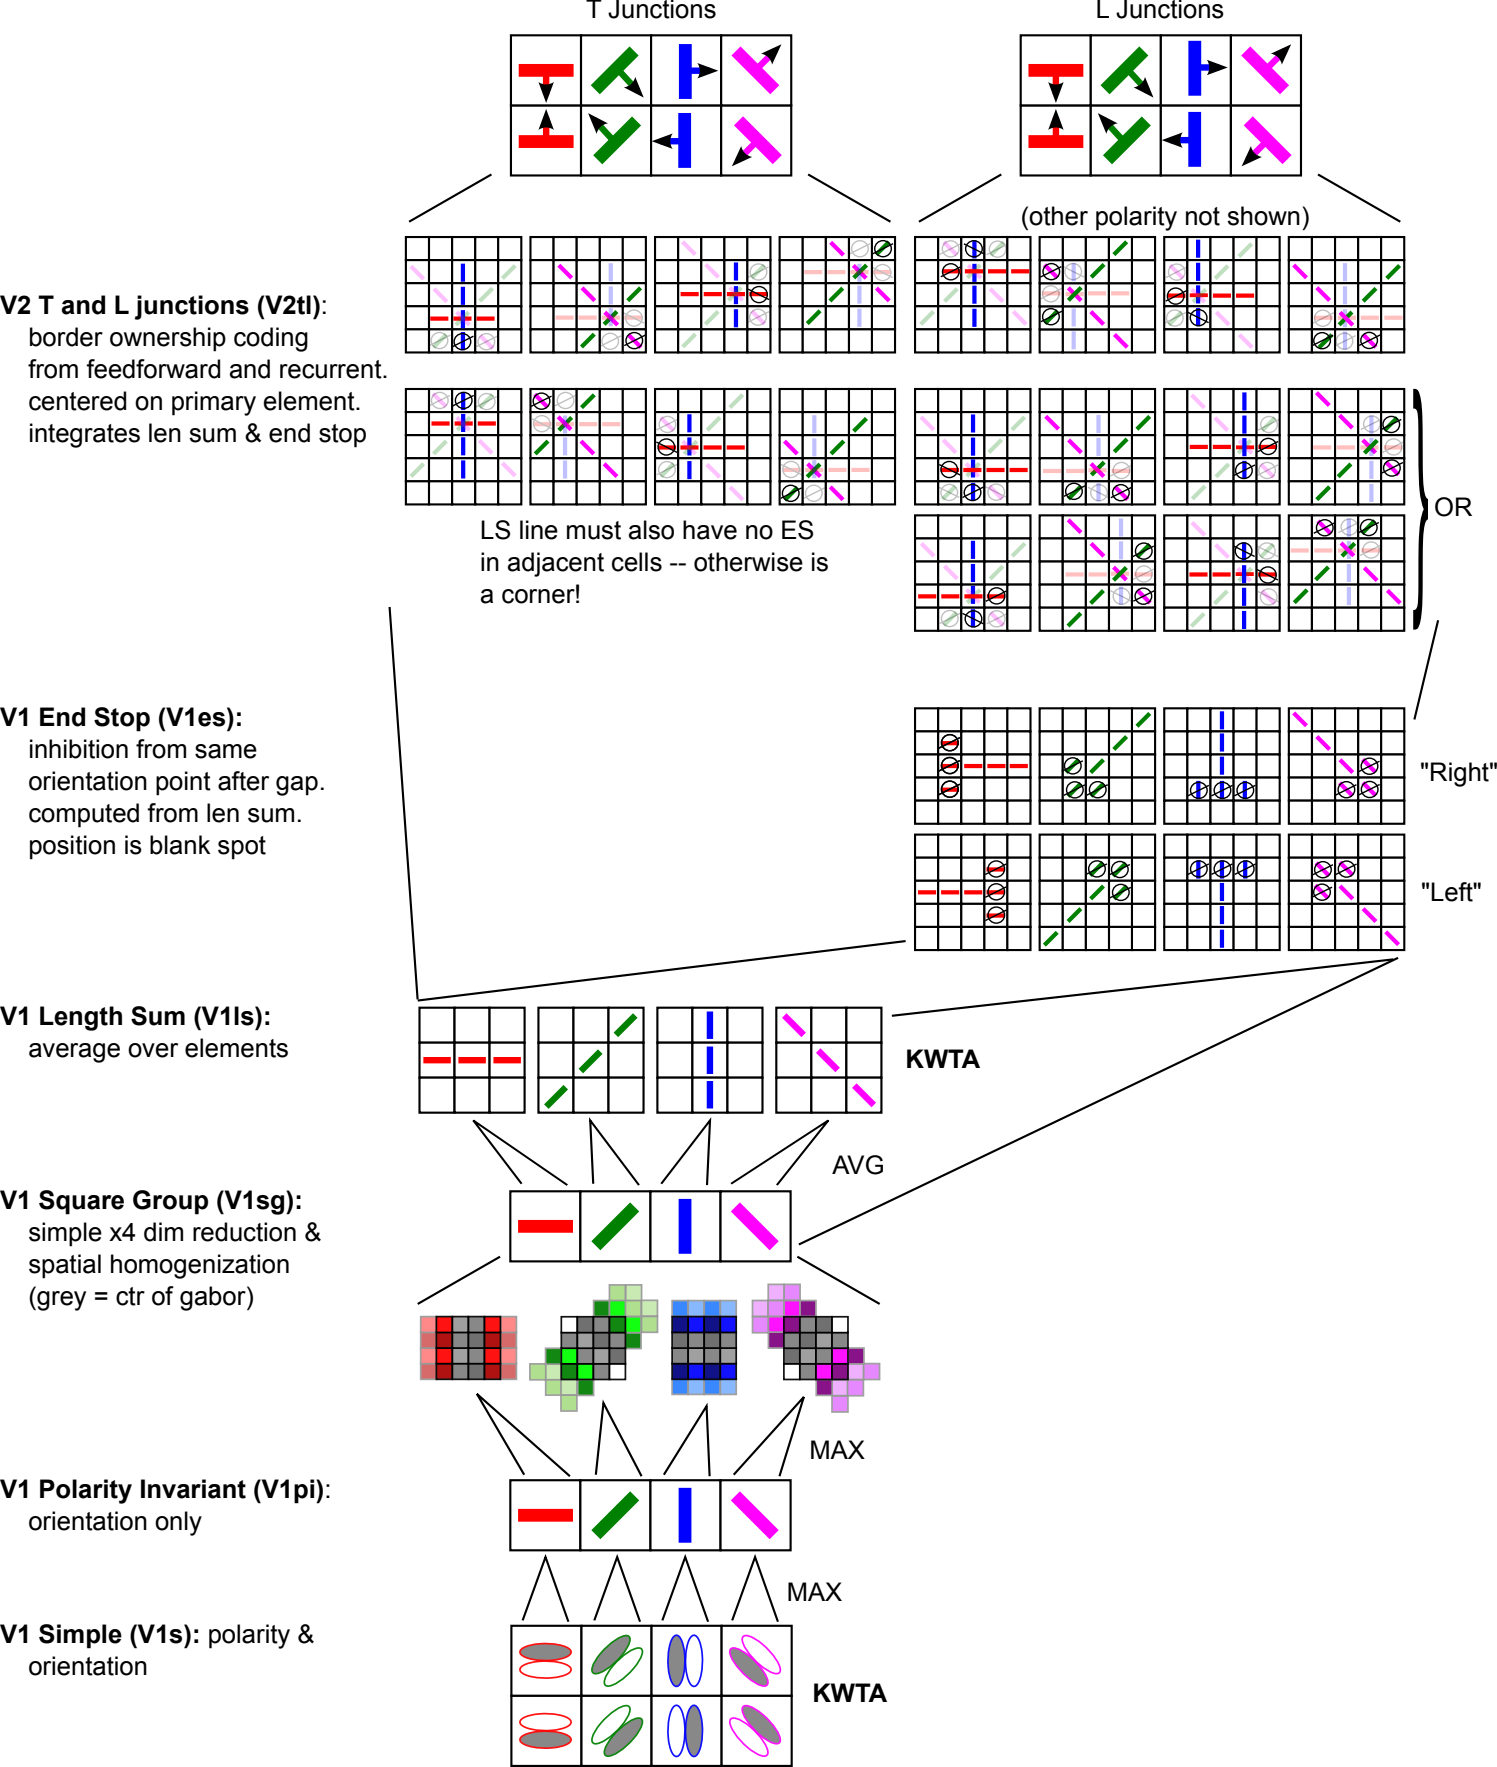 T Junctions
L Junctions
(other polarity not shown)
V2 T and L junctions (V2tl):
border ownership coding
from feedforward and recurrent.
centered on primary element.
integrates len sum & end stop
OR
LS line must also have no ES
in adjacent cells -- otherwise is
a corner!
V1 End Stop (V1es):
inhibition from same
orientation point after gap.
computed from len sum.
position is blank spot
"Right"
"Left"
V1 Length Sum (V1ls):
average over elements
KWTA
AVG
V1 Square Group (V1sg):
simple x4 dim reduction &
spatial homogenization
(grey = ctr of gabor)
MAX
V1 Polarity Invariant (V1pi):
orientation only
MAX
V1 Simple (V1s): polarity &
orientation
KWTA